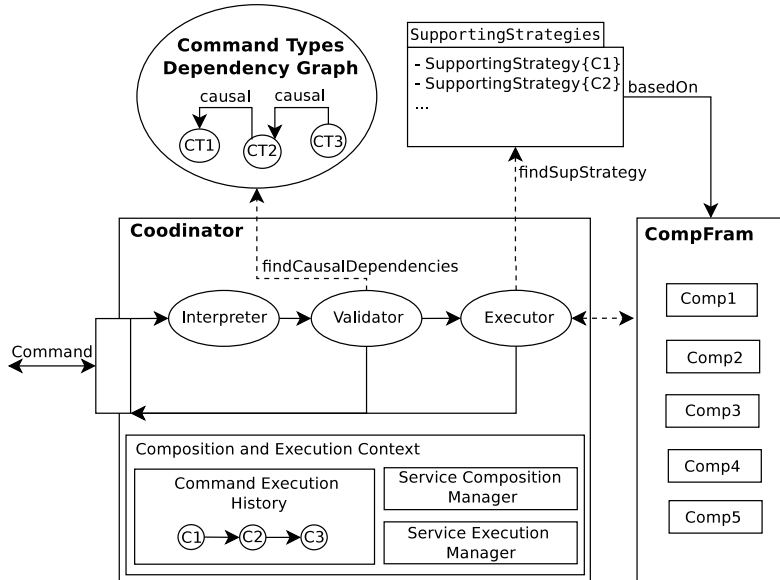 Command Types
Dependency Graph
causal
causal
CT1
CT2
CT3
SupportingStrategies
- SupportingStrategy{C1}
- SupportingStrategy{C2}
...
basedOn
findSupStrategy
Coodinator
findCausalDependencies
Interpreter
Validator
Executor
Command
CompFram
Comp1
Comp2
Comp3
Comp4
Comp5
Composition and Execution Context
Command Execution
History
C1
C2
C3
Service Composition
Manager
Service Execution
Manager